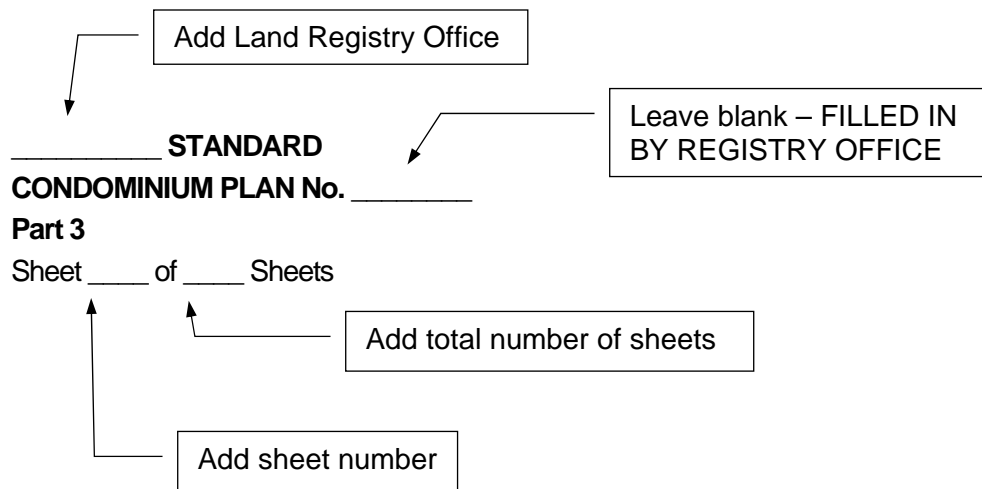 Add Land Registry Office
Leave blank – FILLED IN
BY REGISTRY OFFICE
__________ STANDARD
CONDOMINIUM PLAN No. ________
Part 3
Sheet ____ of ____ Sheets
Add total number of sheets
Add sheet number